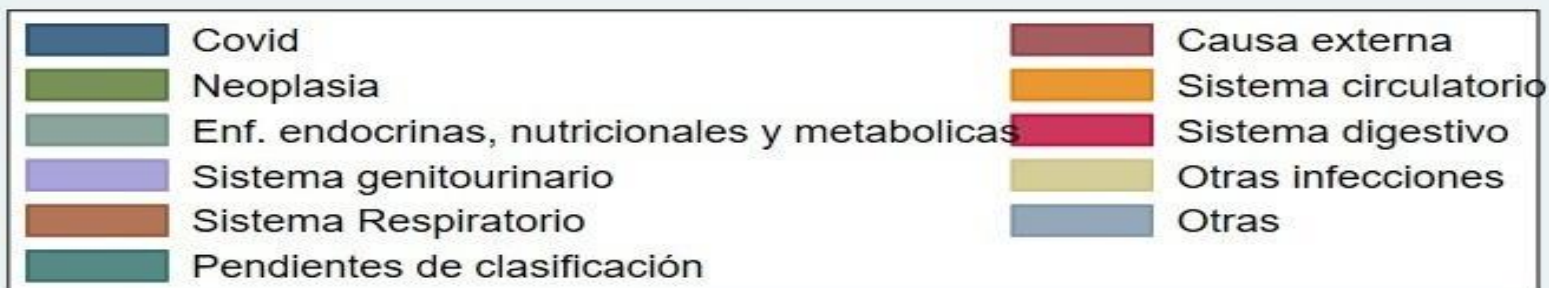 Covid
Neoplasia
Enf. endocrinas, nutricionales y metabolicas
Sistema genitourinario
Sistema Respiratorio
Pendientes de clasificación
Causa externa
Sistema circulatorio
Sistema digestivo
Otras infecciones
Otras